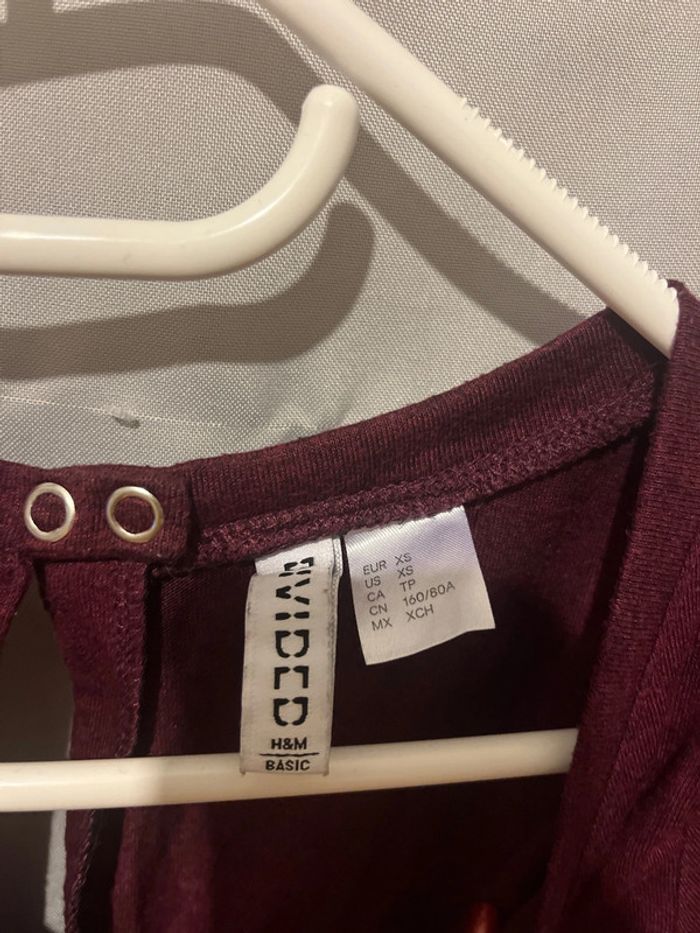 DIVIDED
H&M
BASIC
EUR XS
US XS
CA TP
CN 160/80A
MX XCH